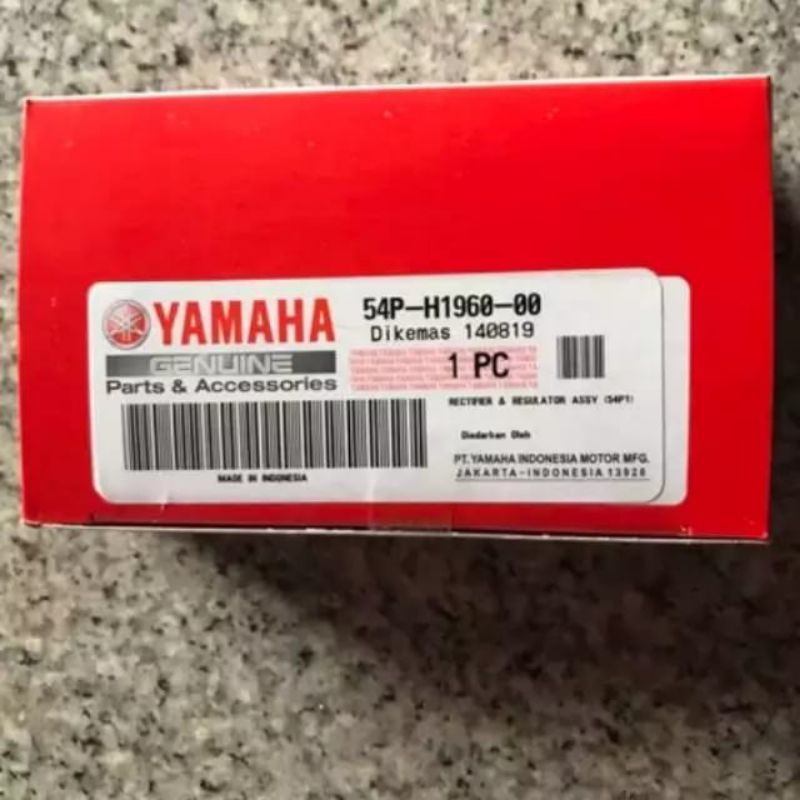 YAMAHA
GENUINE
Parts & Accessories
54P-H1960-00
Dikemas 140819
1 PC
RECTIFIER & REGULATOR ASSY (54P1)
Diedarkan Oleh
PT. YAMAHA INDONESIA MOTOR MFG.
JAKARTA-INDONESIA 13920
MADE IN INDONESIA